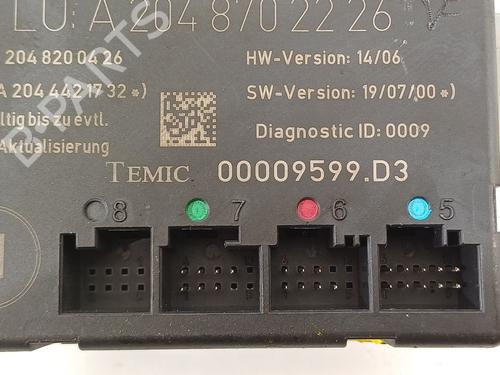 LU: A 204 870 22 26
204 820 04 26
HW-Version: 14/06
A 204 442 17 32 *)
SW-Version: 19/07/00 *)
ltig bis zu evtl.
Diagnostic ID: 0009
Aktualisierung
TEMIC 00009599.D3
8 7 6 5
B-PARTS